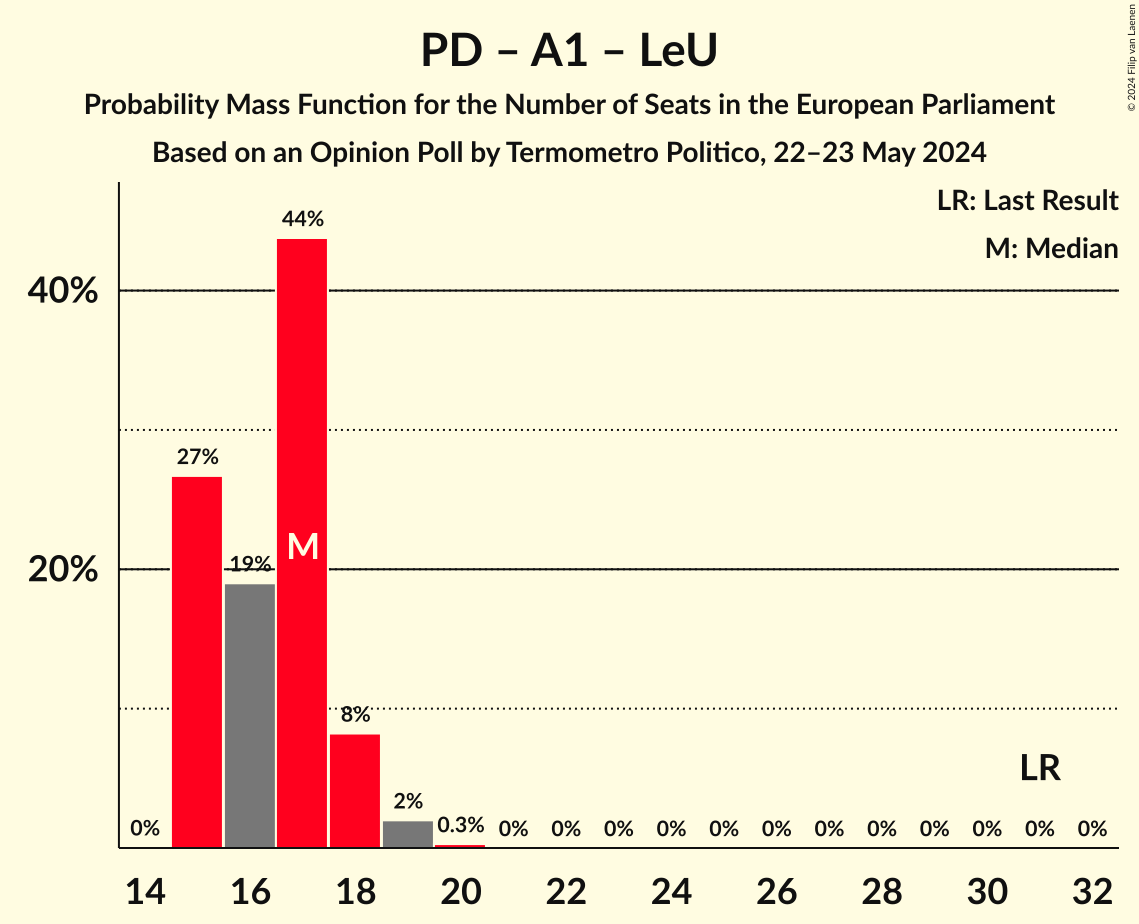 PD – A1 – LeU
Probability Mass Function for the Number of Seats in the European Parliament
Based on an Opinion Poll by Termometro Politico, 22–23 May 2024
© 2024 Filip van Laenen
LR: Last Result
M: Median
44%
40%
27%
M
20%
19%
8%
LR
2%
0% 0.3% 0% 0% 0% 0% 0% 0% 0% 0% 0% 0% 0% 0%
14 16 18 20 22 24 26 28 30 32